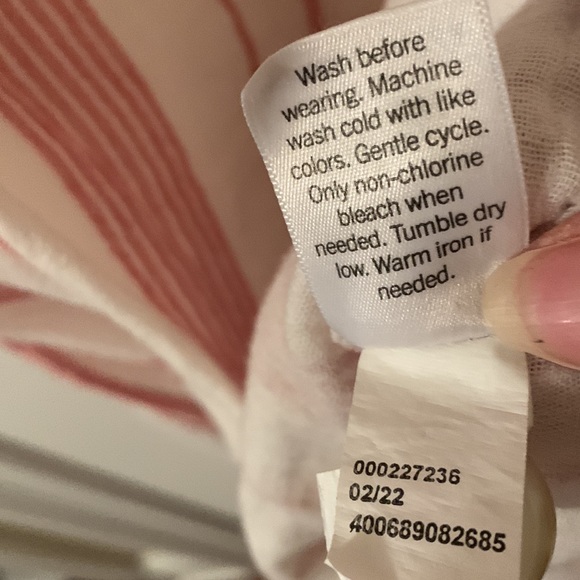 Wash before
wearing. Machine
wash cold with like
colors. Gentle cycle.
Only non-chlorine
bleach when
needed. Tumble dry
low. Warm iron if
needed.
000227236
02/22
400689082685